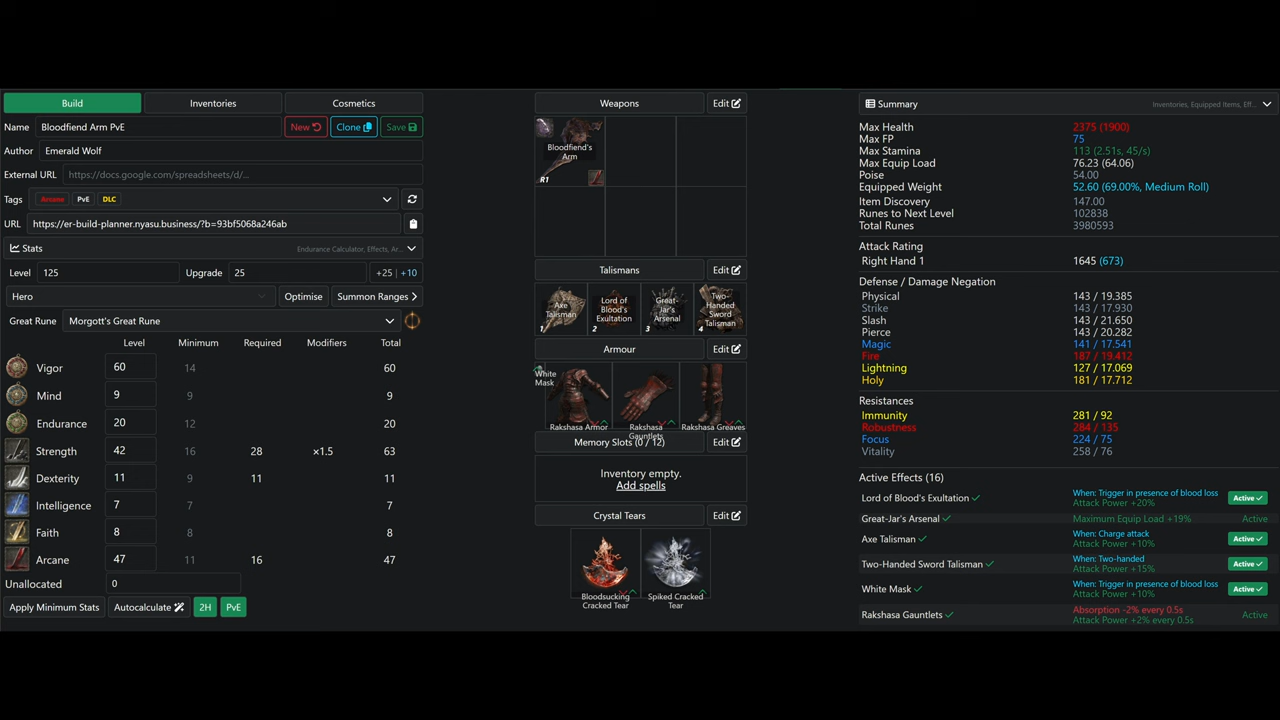 Build Inventories Cosmetics
Name Bloodfiend Arm PvE New Clone Save
Author Emerald Wolf
External URL https://docs.google.com/spreadsheets/d/...
Tags Arcane PvE DLC
URL https://er-build-planner.nyasu.business/?b=93bf5068a246ab
Stats Endurance Calculator, Effects, Ar...
Level 125 Upgrade 25 +25 | +10
Hero Optimise Summon Ranges
Great Rune Morgott's Great Rune
Level Minimum Required Modifiers Total
Vigor 60 14 60
Mind 9 9 9
Endurance 20 12 20
Strength 42 16 28 ×1.5 63
Dexterity 11 9 11 11
Intelligence 7 7 7
Faith 8 8 8
Arcane 47 11 16 47
Unallocated 0
Apply Minimum Stats Autocalculate 2H PvE
Weapons Edit
Bloodfiend's
Arm
R1
Talismans Edit
Axe
Talisman
1
Lord of
Blood's
Exultation
2
Great-
Jar's
Arsenal
3
Two-
Handed
Sword
Talisman
4
Armour Edit
White
Mask
Rakshasa Armor
Rakshasa
Gauntlets
Rakshasa Greaves
Memory Slots (0 / 12) Edit
Inventory empty.
Add spells
Crystal Tears Edit
Bloodsucking
Cracked Tear
Spiked Cracked
Tear
Summary Inventories, Equipped Items, Eff...
Max Health 2375 (1900)
Max FP 75
Max Stamina 113 (2.51s, 45/s)
Max Equip Load 76.23 (64.06)
Poise 54.00
Equipped Weight 52.60 (69.00%, Medium Roll)
Item Discovery 147.00
Runes to Next Level 102838
Total Runes 3980593
Attack Rating
Right Hand 1 1645 (673)
Defense / Damage Negation
Physical 143 / 19.385
Strike 143 / 17.930
Slash 143 / 21.650
Pierce 143 / 20.282
Magic 141 / 17.541
Fire 187 / 19.412
Lightning 127 / 17.069
Holy 181 / 17.712
Resistances
Immunity 281 / 92
Robustness 284 / 135
Focus 224 / 75
Vitality 258 / 76
Active Effects (16)
Lord of Blood's Exultation When: Trigger in presence of blood loss
Attack Power +20% Active
Great-Jar's Arsenal Maximum Equip Load +19% Active
Axe Talisman When: Charge attack
Attack Power +10% Active
Two-Handed Sword Talisman When: Two-handed
Attack Power +15% Active
White Mask When: Trigger in presence of blood loss
Attack Power +10% Active
Rakshasa Gauntlets Absorption -2% every 0.5s
Attack Power +2% every 0.5s Active